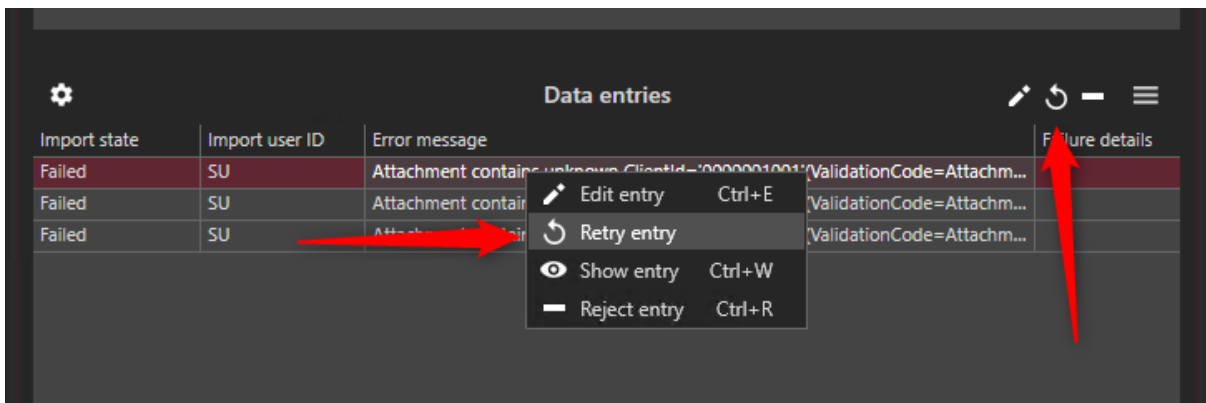 Data entries
Import state Import user ID Error message Failure details
Failed SU Attachment contains unknown ClientId='0000001001'(ValidationCode=Attachm...
Failed SU Attachment contain (ValidationCode=Attachm...
Failed SU (ValidationCode=Attachm...
Edit entry Ctrl+E
Retry entry
Show entry Ctrl+W
Reject entry Ctrl+R